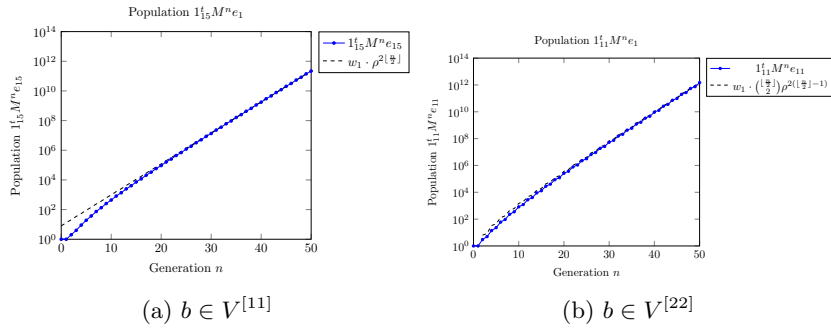 Population 1^t_{15}M^n e_1
10^{14}
10^{12}
10^{10}
10^8
10^6
10^4
10^2
10^0
0 10 20 30 40 50
Generation n
Population 1^t_{15}M^n e_{15}
1^t_{15}M^n e_{15}
w_1 · ρ^{2⌊n/2⌋}
(a) b ∈ V^{[11]}
Population 1^t_{11}M^n e_1
10^{14}
10^{12}
10^{10}
10^8
10^6
10^4
10^2
10^0
0 10 20 30 40 50
Generation n
Population 1^t_{11}M^n e_{11}
1^t_{11}M^n e_{11}
w_1 · \binom{⌊n/2⌋}{2} ρ^{2(⌊n/2⌋−1)}
(b) b ∈ V^{[22]}